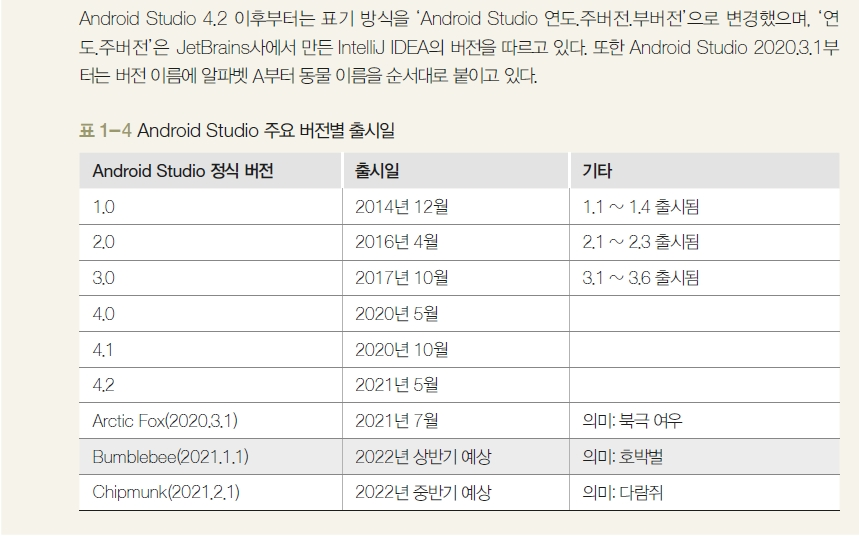 Android Studio 4.2 이후부터는 표기 방식을 ‘Android Studio 연도.주버전.부버전’으로 변경했으며, ‘연
도.주버전’은 JetBrains사에서 만든 IntelliJ IDEA의 버전을 따르고 있다. 또한 Android Studio 2020.3.1부
터는 버전 이름에 알파벳 A부터 동물 이름을 순서대로 붙이고 있다.
표 1-4 Android Studio 주요 버전별 출시일
Android Studio 정식 버전 출시일 기타
1.0 2014년 12월 1.1 ~ 1.4 출시됨
2.0 2016년 4월 2.1 ~ 2.3 출시됨
3.0 2017년 10월 3.1 ~ 3.6 출시됨
4.0 2020년 5월
4.1 2020년 10월
4.2 2021년 5월
Arctic Fox(2020.3.1) 2021년 7월 의미: 북극 여우
Bumblebee(2021.1.1) 2022년 상반기 예상 의미: 호박벌
Chipmunk(2021.2.1) 2022년 중반기 예상 의미: 다람쥐